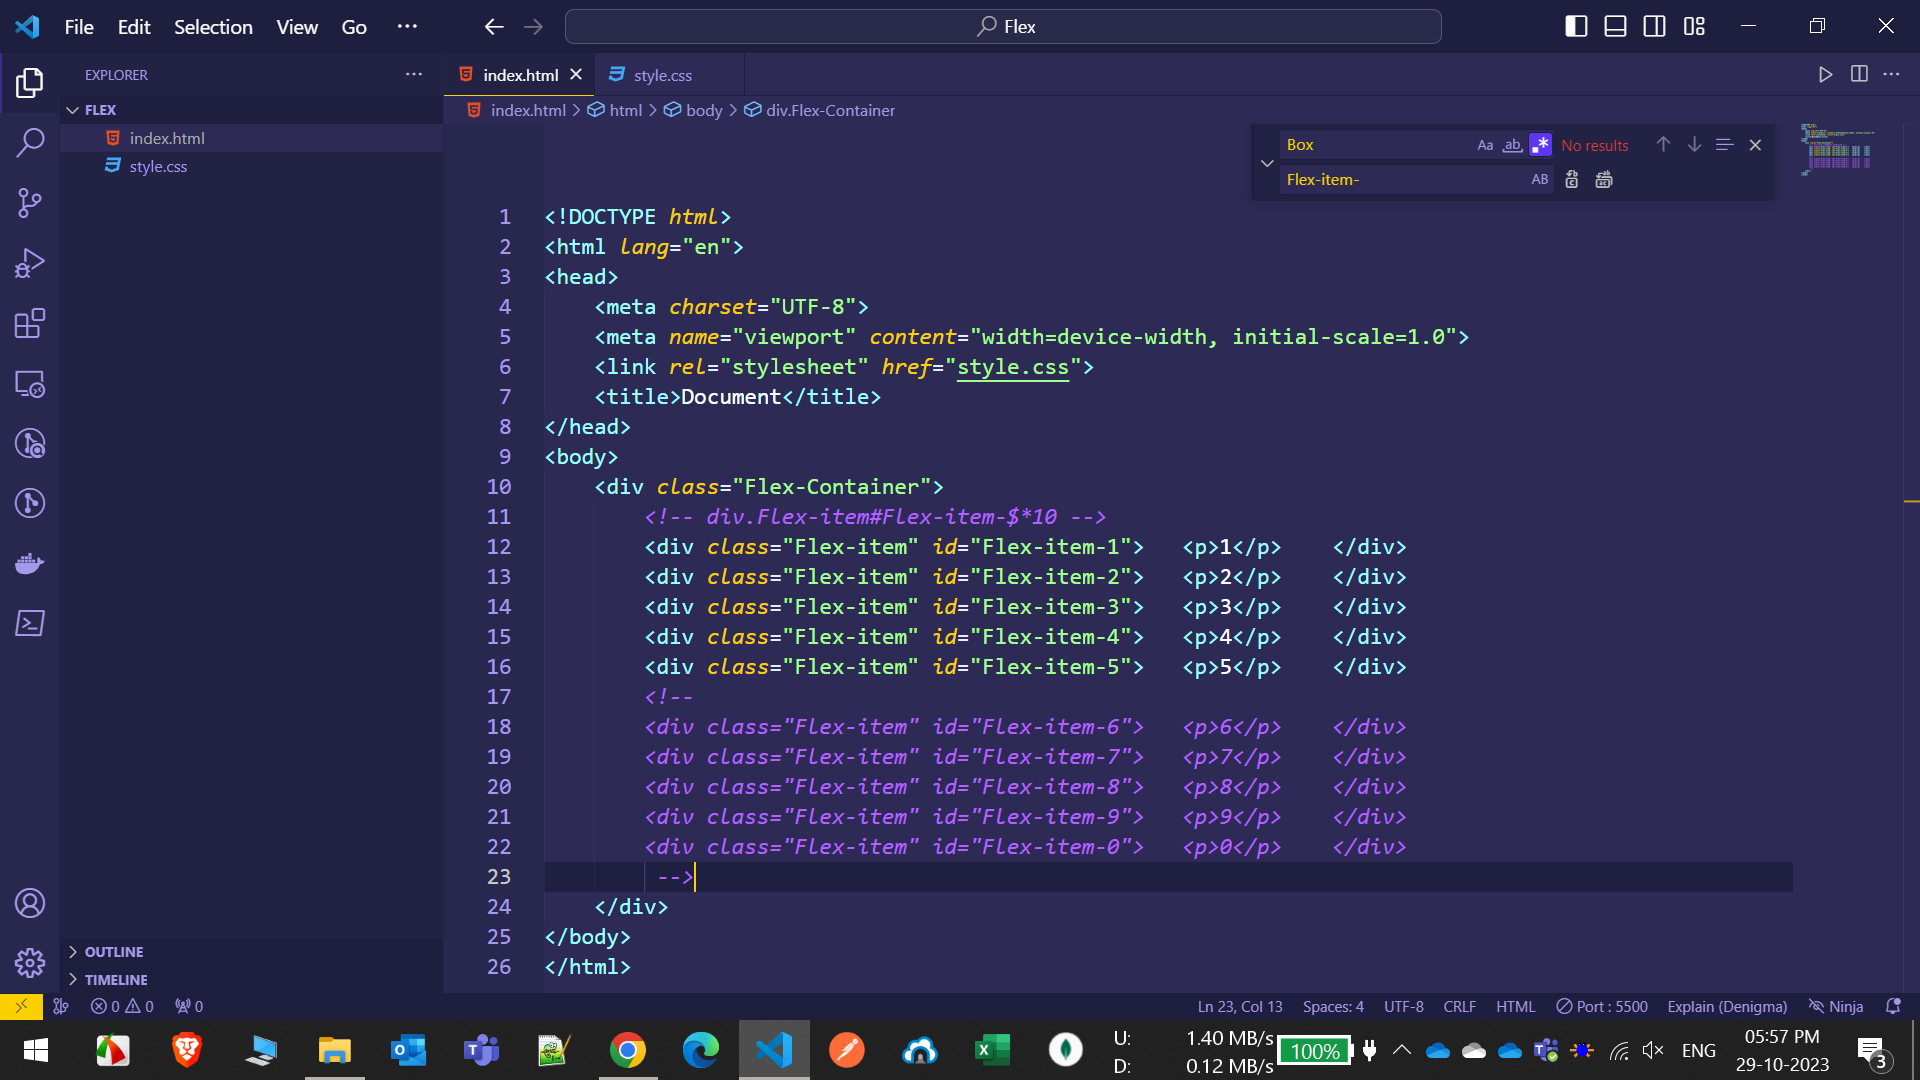 File Edit Selection View Go ···
Flex
EXPLORER ···
FLEX
index.html
style.css
OUTLINE
TIMELINE
index.html
style.css
index.html > html > body > div.Flex-Container
Box Aa ab .* No results
Flex-item- AB
1 <!DOCTYPE html>
2 <html lang="en">
3 <head>
4     <meta charset="UTF-8">
5     <meta name="viewport" content="width=device-width, initial-scale=1.0">
6     <link rel="stylesheet" href="style.css">
7     <title>Document</title>
8 </head>
9 <body>
10     <div class="Flex-Container">
11         <!-- div.Flex-item#Flex-item-$*10 -->
12         <div class="Flex-item" id="Flex-item-1">   <p>1</p>    </div>
13         <div class="Flex-item" id="Flex-item-2">   <p>2</p>    </div>
14         <div class="Flex-item" id="Flex-item-3">   <p>3</p>    </div>
15         <div class="Flex-item" id="Flex-item-4">   <p>4</p>    </div>
16         <div class="Flex-item" id="Flex-item-5">   <p>5</p>    </div>
17         <!--
18         <div class="Flex-item" id="Flex-item-6">   <p>6</p>    </div>
19         <div class="Flex-item" id="Flex-item-7">   <p>7</p>    </div>
20         <div class="Flex-item" id="Flex-item-8">   <p>8</p>    </div>
21         <div class="Flex-item" id="Flex-item-9">   <p>9</p>    </div>
22         <div class="Flex-item" id="Flex-item-0">   <p>0</p>    </div>
23          -->
24     </div>
25 </body>
26 </html>
0 0 0 Ln 23, Col 13 Spaces: 4 UTF-8 CRLF HTML Port : 5500 Explain (Denigma) Ninja
U: 1.40 MB/s
D: 0.12 MB/s
100%
ENG
05:57 PM
29-10-2023
3